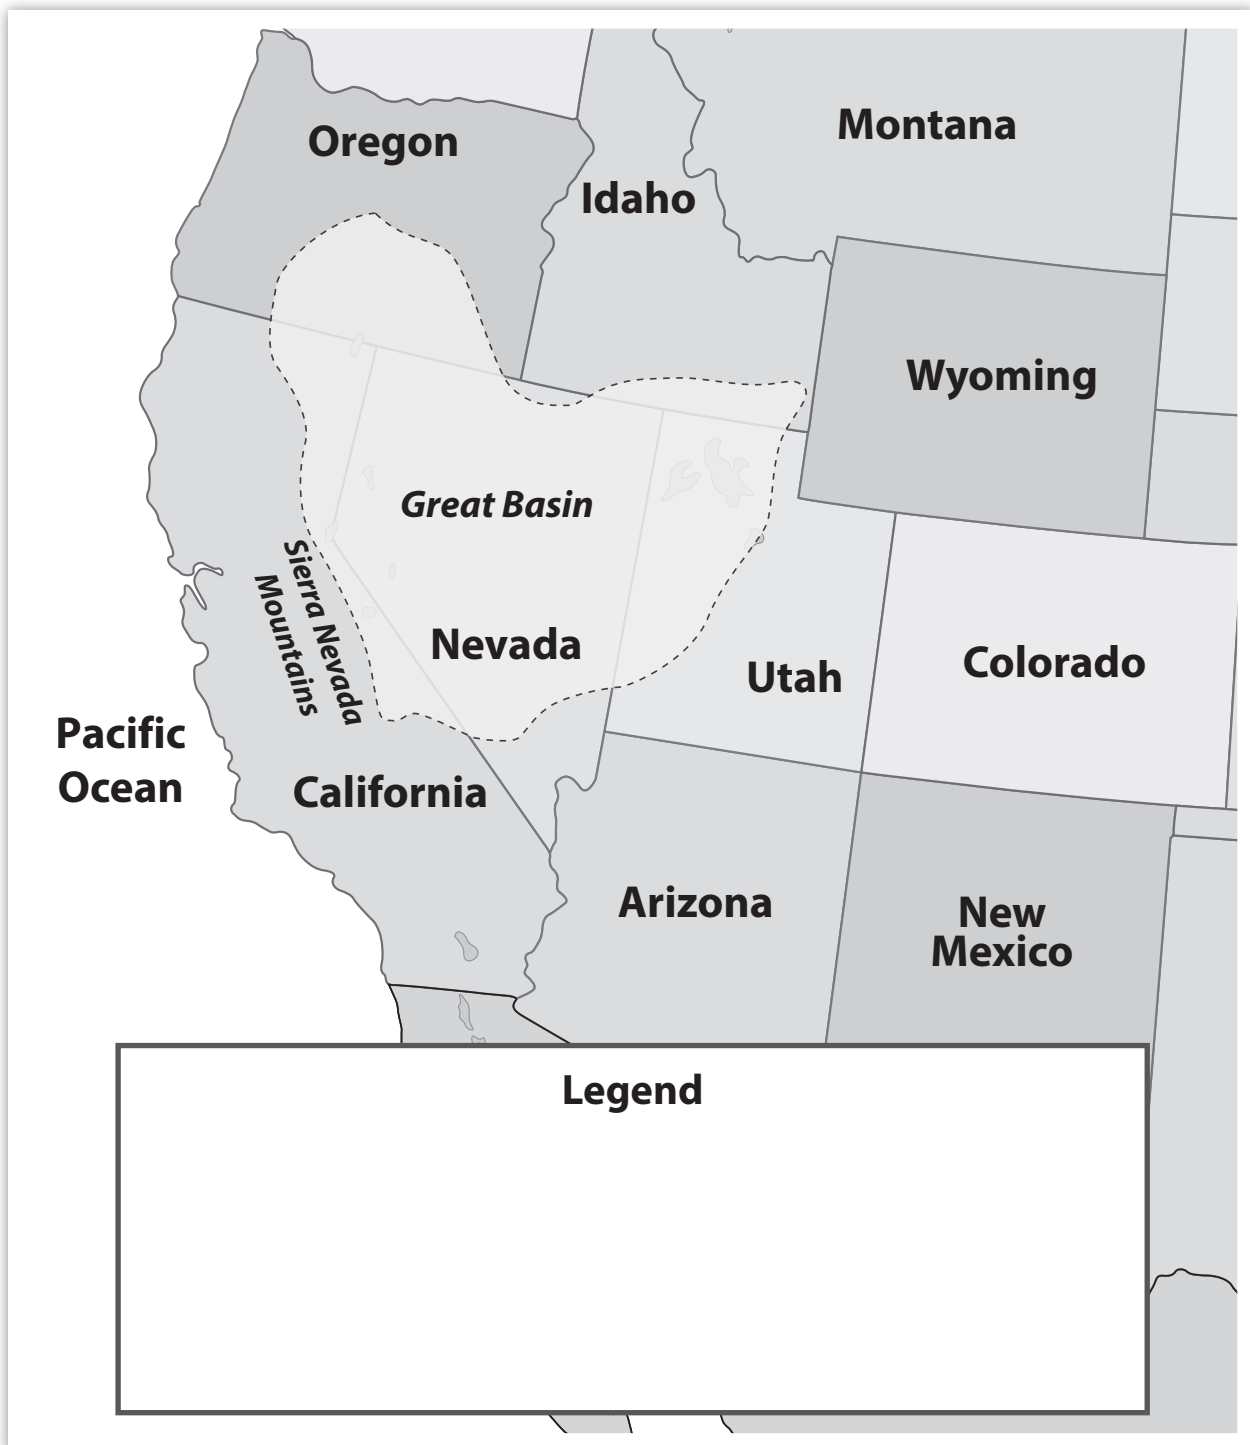 Montana
Oregon
Idaho
Wyoming
Great Basin
Sierra Nevada
Mountains
Nevada
Utah
Colorado
Pacific
Ocean
California
Arizona
New
Mexico
Legend